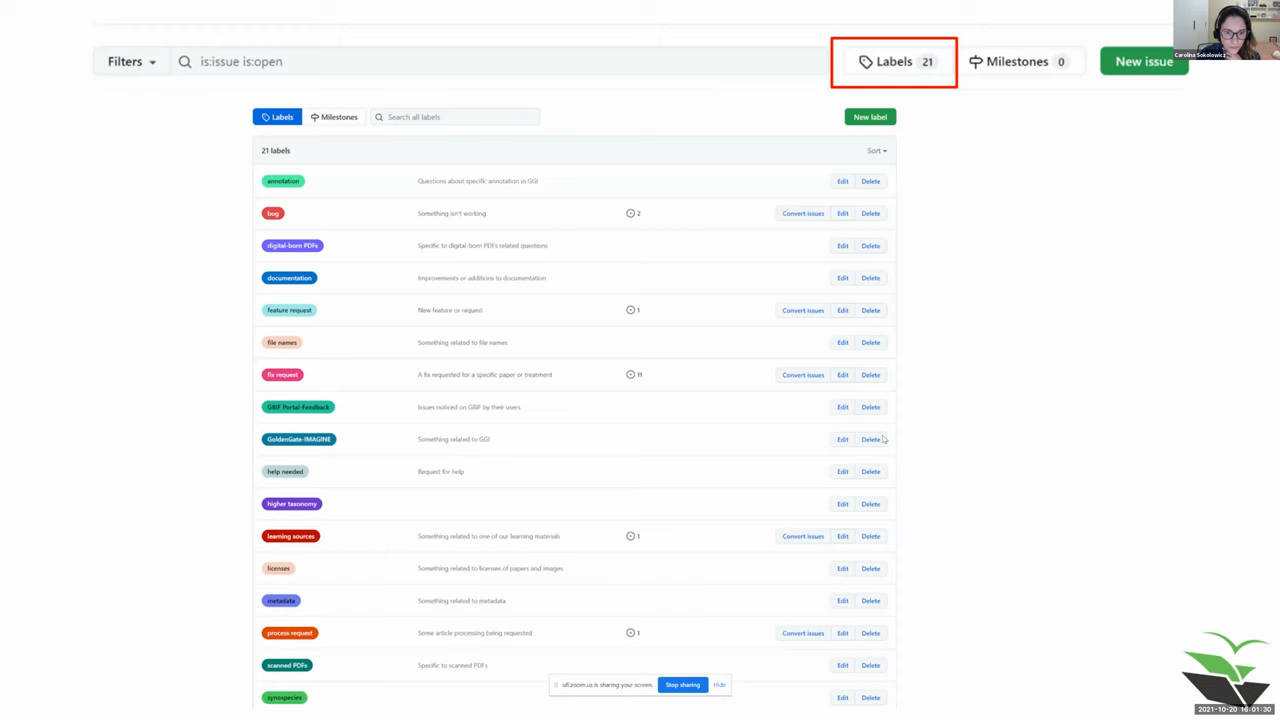 Carolina Sokolowicz
Filters is:issue is:open Labels 21 Milestones 0 New issue
Labels Milestones Search all labels New label
21 labels Sort
annotation Questions about specific annotation in GGI Edit Delete
bug Something isn't working 2 Convert issues Edit Delete
digital-born PDFs Specific to digital-born PDFs related questions Edit Delete
documentation Improvements or additions to documentation Edit Delete
feature request New feature or request 1 Convert issues Edit Delete
file names Something related to file names Edit Delete
fix request A fix requested for a specific paper or treatment 11 Convert issues Edit Delete
GBIF Portal-Feedback Issues noticed on GBIF by their users Edit Delete
GoldenGate-IMAGINE Something related to GGI Edit Delete
help needed Request for help Edit Delete
higher taxonomy Edit Delete
learning sources Something related to one of our learning materials 1 Convert issues Edit Delete
licenses Something related to licenses of papers and images Edit Delete
metadata Something related to metadata Edit Delete
process request Some article processing being requested 1 Convert issues Edit Delete
scanned PDFs Specific to scanned PDFs Edit Delete
ufl.zoom.us is sharing your screen. Stop sharing Hide
synospecies Edit Delete
2021-10-20 16:01:30